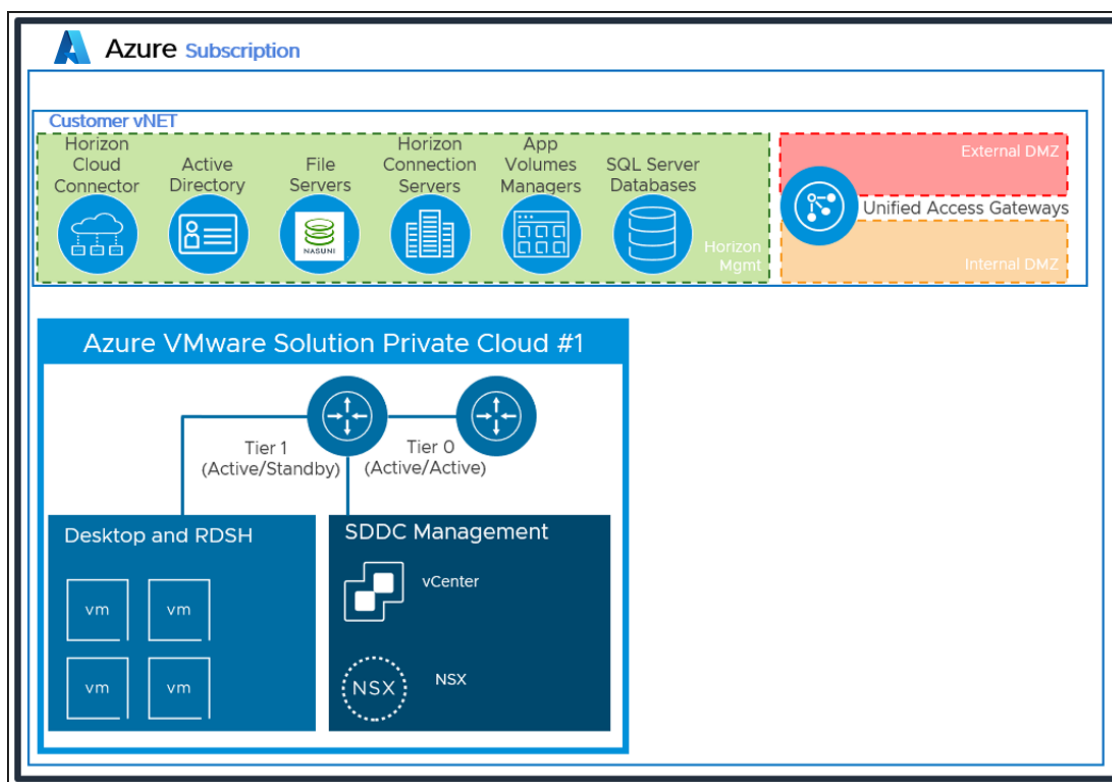 Azure Subscription
Customer vNET
Horizon
Cloud
Connector
Active
Directory
File
Servers
NASUNI
Horizon
Connection
Servers
App
Volumes
Managers
SQL Server
Databases
Horizon
Mgmt
External DMZ
Unified Access Gateways
Internal DMZ
Azure VMware Solution Private Cloud #1
Tier 1
(Active/Standby)
Tier 0
(Active/Active)
Desktop and RDSH
vm
vm
vm
vm
SDDC Management
vCenter
NSX
NSX